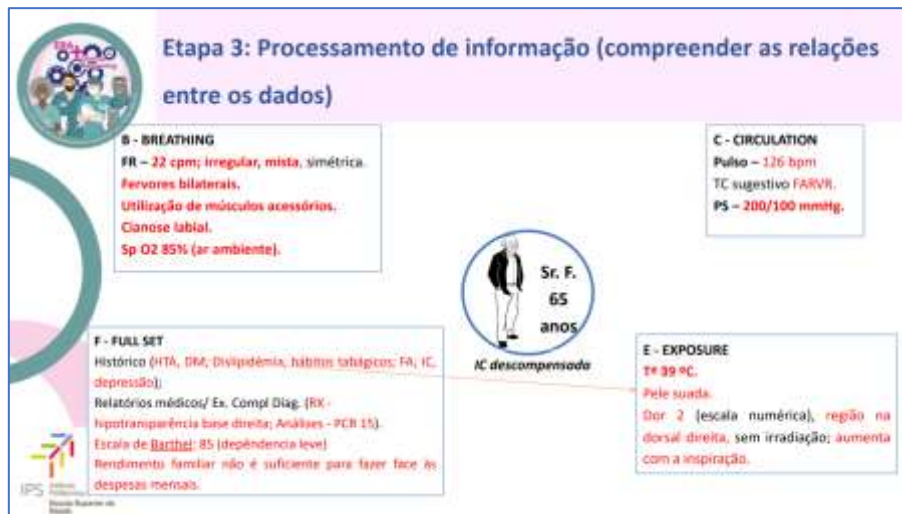 Etapa 3: Processamento de informação (compreender as relações
entre os dados)
B - BREATHING
FR – 22 cpm; irregular, mista, simétrica.
Fervores bilaterais.
Utilização de músculos acessórios.
Cianose labial.
Sp O2 85% (ar ambiente).
C - CIRCULATION
Pulso – 126 bpm
TC sugestivo FARVR.
PS – 200/100 mmHg.
Sr. F.
65
anos
IC descompensada
F - FULL SET
Histórico (HTA, DM; Dislipidémia, hábitos tabágicos; FA, IC,
depressão);
Relatórios médicos/ Ex. Compl Diag. (RX -
hipotransparência base direita; Análises - PCR 15).
Escala de Barthel: 85 (depêndencia leve)
Rendimento familiar não é suficiente para fazer face às
despesas mensais.
E - EXPOSURE
Tª 39 ºC.
Pele suada.
Dor 2 (escala numérica), região na
dorsal direita, sem irradiação; aumenta
com a inspiração.
IPS
Escola Superior de
Saúde